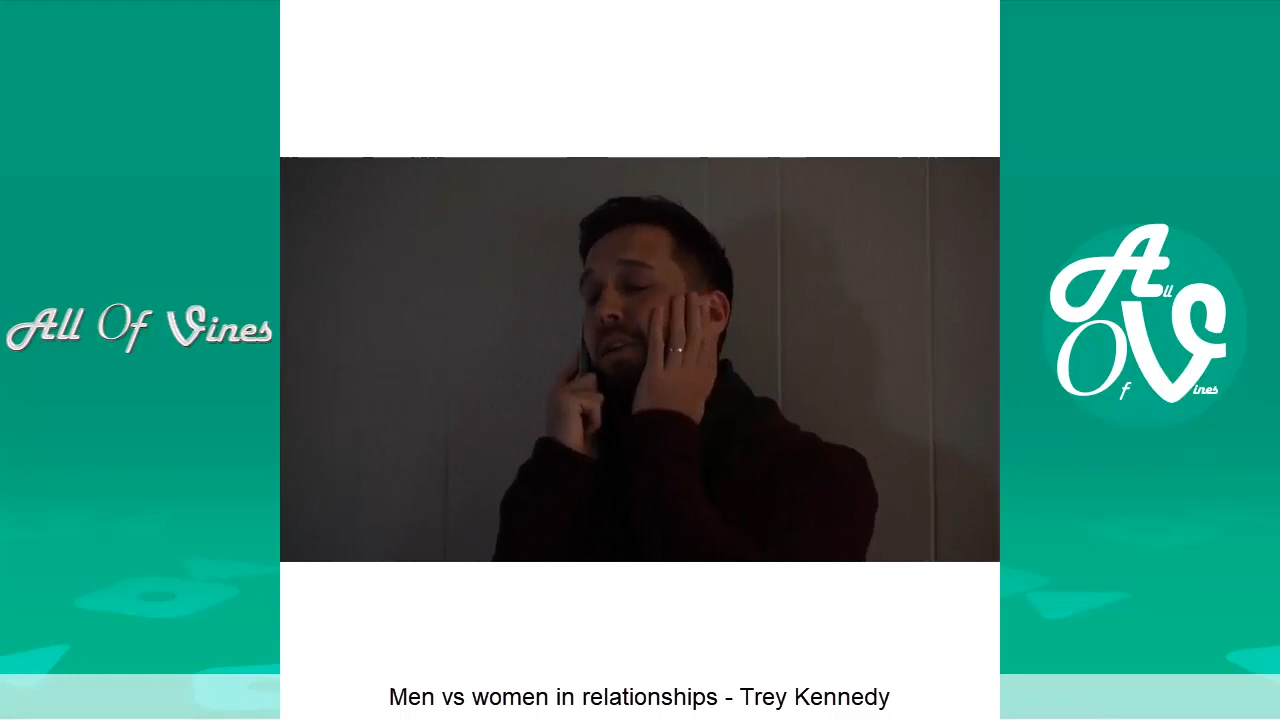 All Of Vines
All
Of Vines
Men vs women in relationships - Trey Kennedy